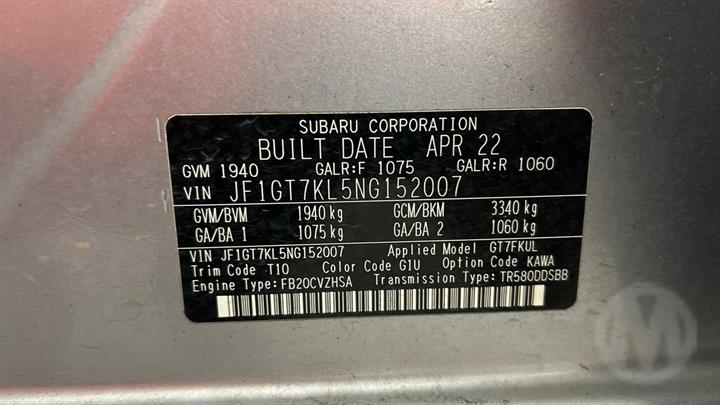 SUBARU CORPORATION
BUILT DATE APR 22
GVM 1940 GALR:F 1075 GALR:R 1060
VIN JF1GT7KL5NG152007
GVM/BVM 1940 kg GCM/BKM 3340 kg
GA/BA 1 1075 kg GA/BA 2 1060 kg
VIN JF1GT7KL5NG152007 Applied Model GT7FKUL
Trim Code T10 Color Code G1U Option Code KAWA
Engine Type FB20CVZHSA Transmission Type TR580DDSBB
M